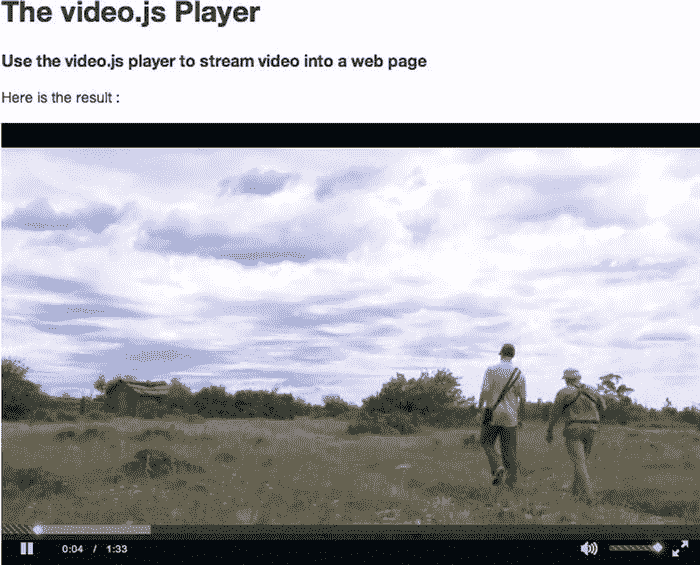 The video.js Player
Use the video.js player to stream video into a web page
Here is the result :
0:04 / 1:33